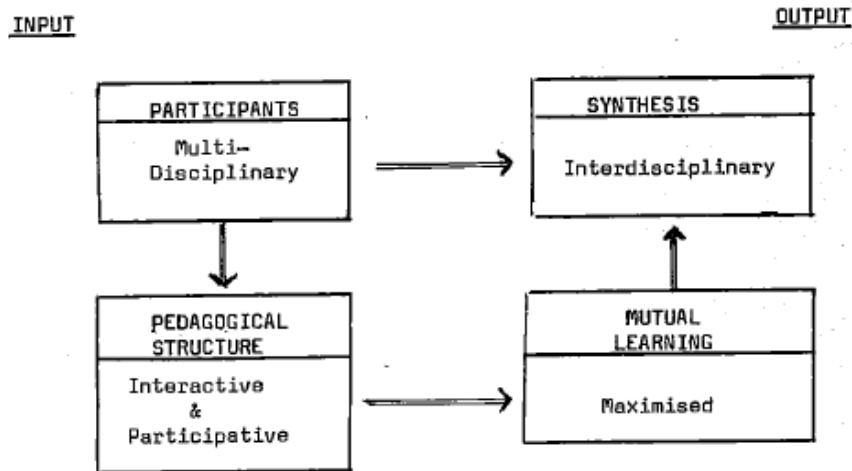 INPUT
OUTPUT
PARTICIPANTS
Multi-
Disciplinary
SYNTHESIS
Interdisciplinary
PEDAGOGICAL
STRUCTURE
Interactive
&
Participative
MUTUAL
LEARNING
Maximised